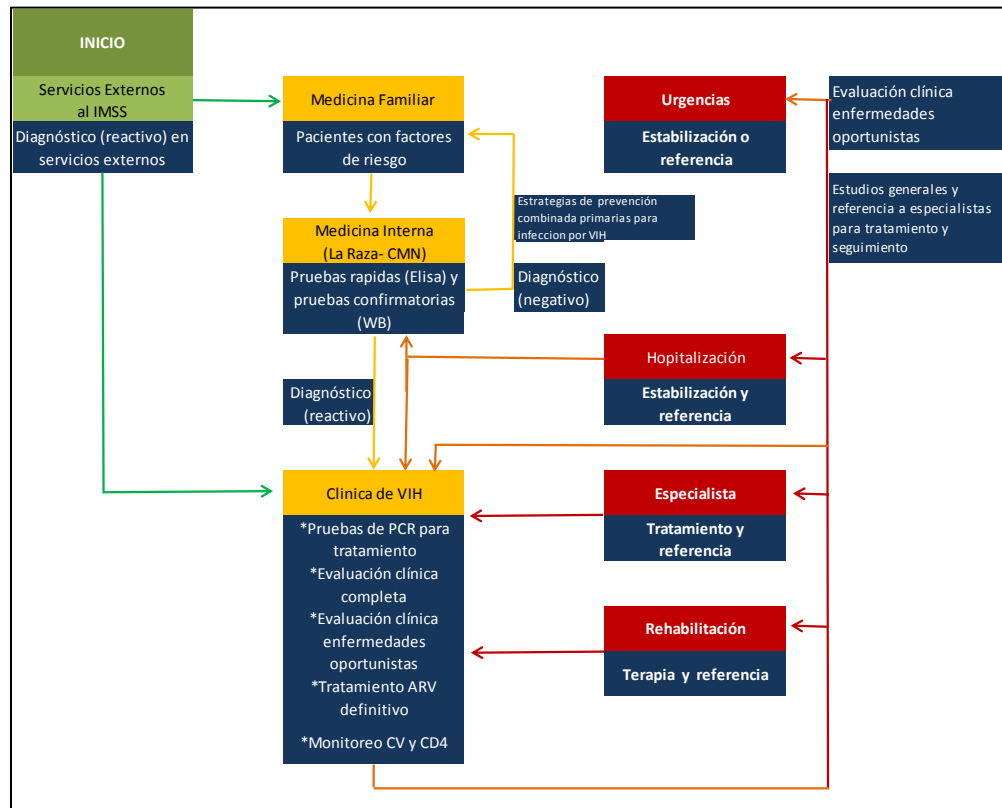 INICIO
Servicios Externos
al IMSS
Diagnóstico (reactivo) en
servicios externos
Medicina Familiar
Pacientes con factores
de riesgo
Urgencias
Estabilización o
referencia
Evaluación clínica
enfermedades
oportunistas
Estrategias de prevención
combinada primarias para
infeccion por VIH
Estudios generales y
referencia a especialistas
para tratamiento y
seguimiento
Medicina Interna
(La Raza- CMN)
Pruebas rapidas (Elisa) y
pruebas confirmatorias
(WB)
Diagnóstico
(negativo)
Hopitalización
Estabilización y
referencia
Diagnóstico
(reactivo)
Clinica de VIH
*Pruebas de PCR para
tratamiento
*Evaluación clínica
completa
*Evaluación clínica
enfermedades
oportunistas
*Tratamiento ARV
definitivo
*Monitoreo CV y CD4
Especialista
Tratamiento y
referencia
Rehabilitación
Terapia y referencia